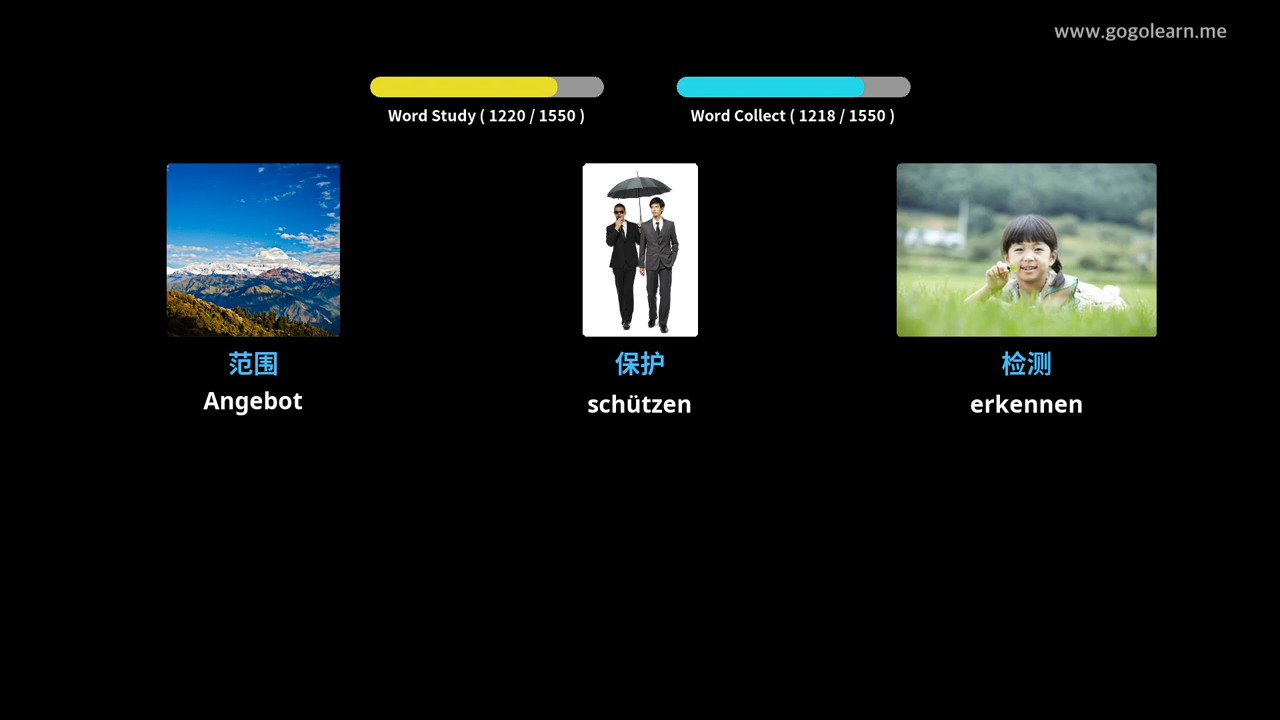 www.gogolearn.me
Word Study ( 1220 / 1550 )
Word Collect ( 1218 / 1550 )
范围
Angebot
保护
schützen
检测
erkennen